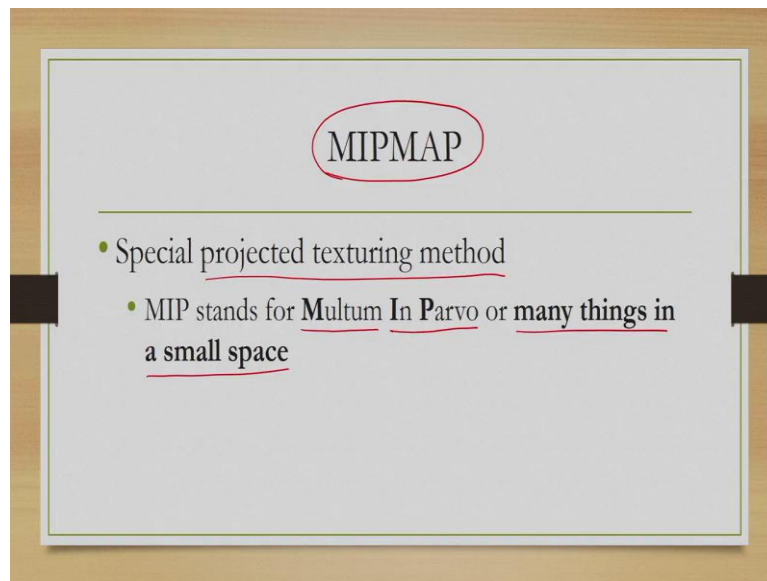 MIPMAP
• Special projected texturing method
• MIP stands for Multum In Parvo or many things in
a small space